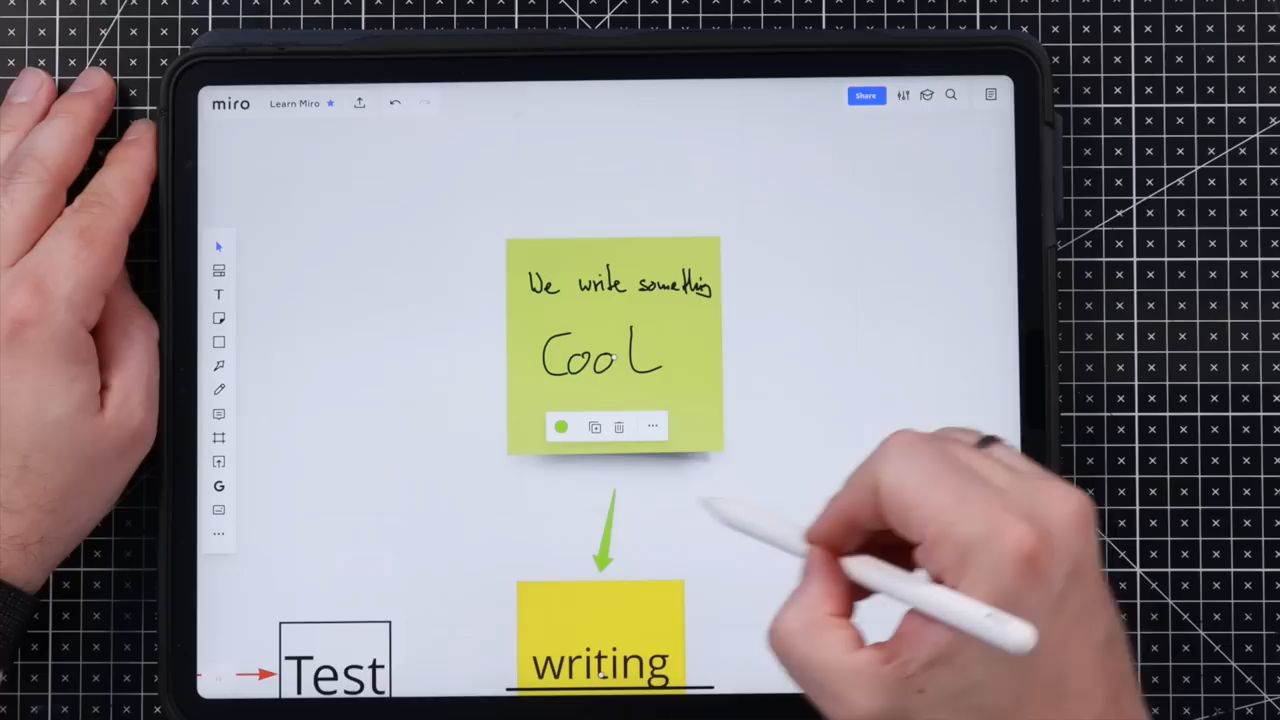 miro Learn Miro Share
T
We write something
Cool
G
writing
Test